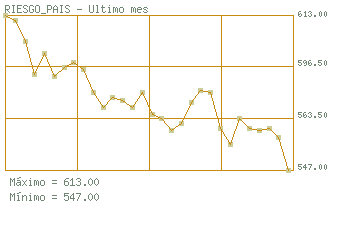 RIESGO_PAIS - Ultimo mes
613.00
596.50
563.50
547.00
Máximo = 613.00
Mínimo = 547.00